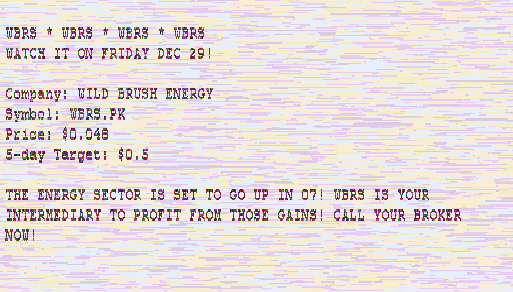 WBRS * WBRS * WBRS * WBRS
WATCH IT ON FRIDAY DEC 29!
Company: WILD BRUSH ENERGY
Symbol: WBRS.PK
Price: $0.048
5-day Target: $0.5
THE ENERGY SECTOR IS SET TO GO UP IN 07! WBRS IS YOUR
INTERMEDIARY TO PROFIT FROM THOSE GAINS! CALL YOUR BROKER
NOW!